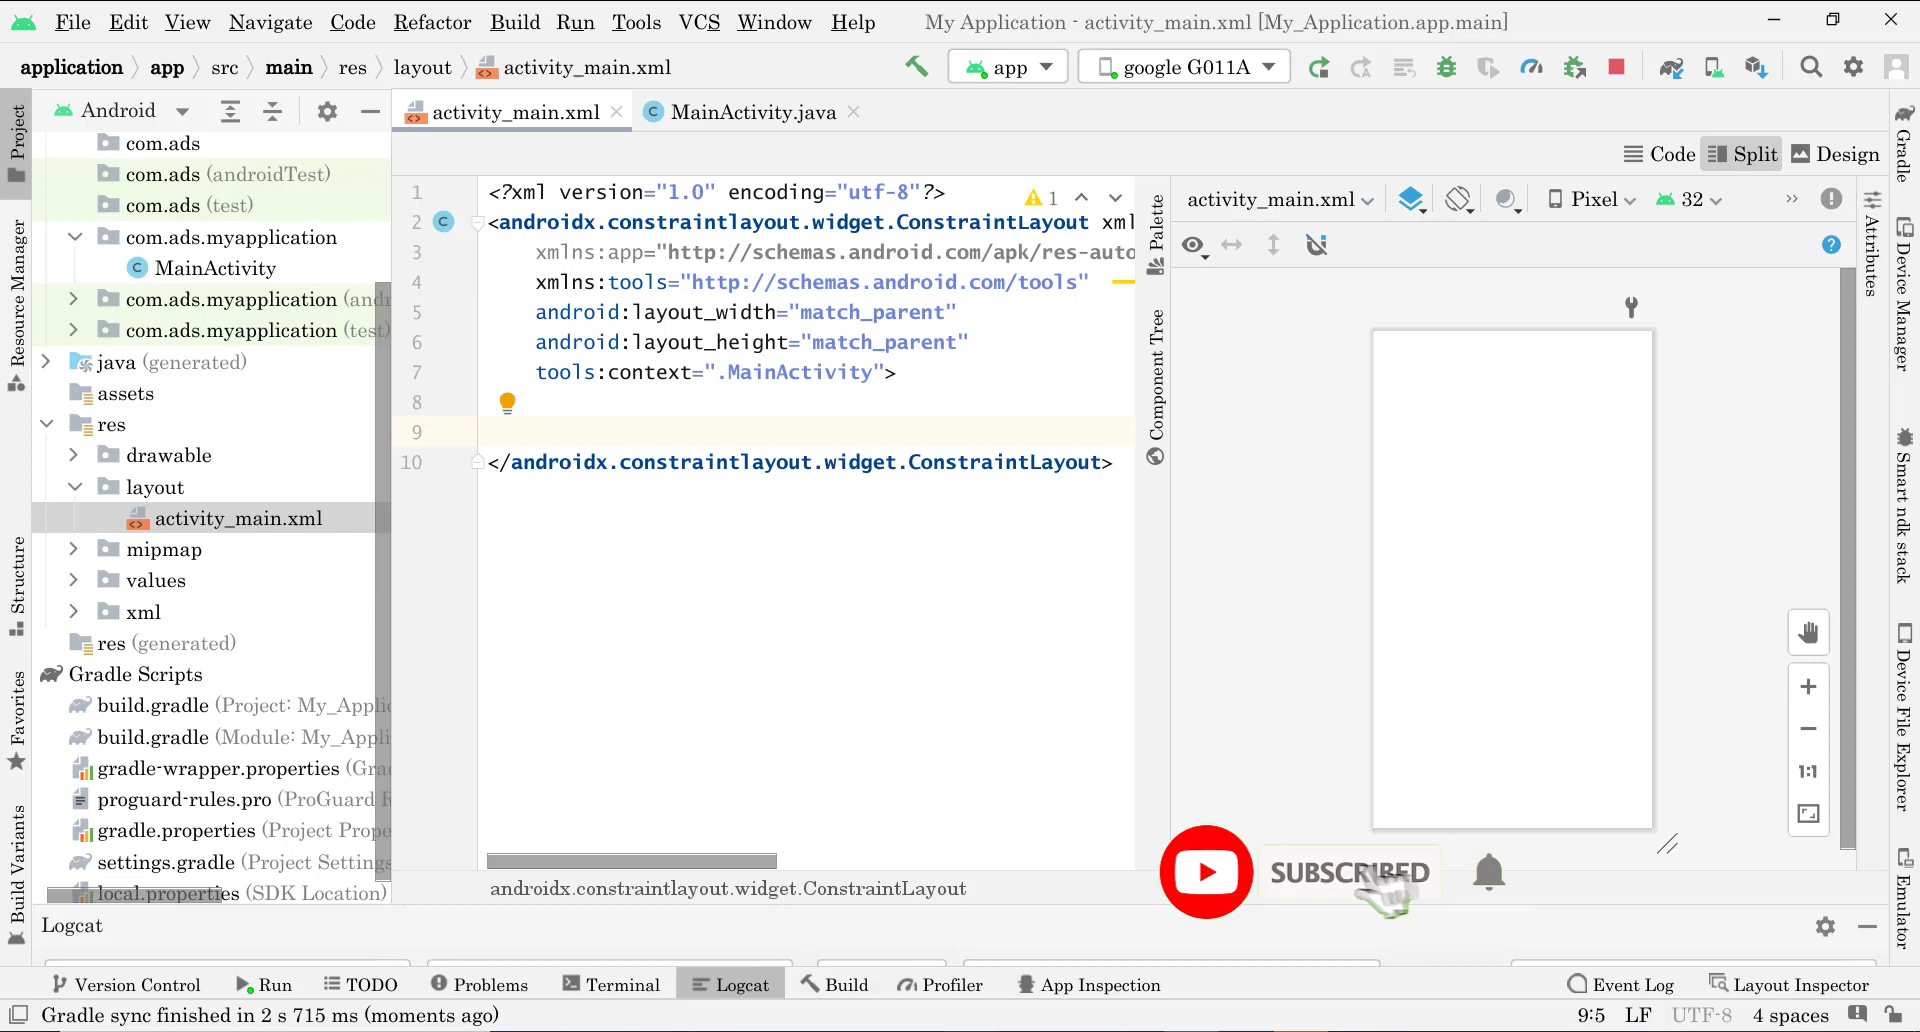 File Edit View Navigate Code Refactor Build Run Tools VCS Window Help My Application - activity_main.xml [My_Application.app.main]
application app src main res layout activity_main.xml app google G011A
Project
Resource Manager
Structure
Favorites
Build Variants
Android
com.ads
com.ads (androidTest)
com.ads (test)
com.ads.myapplication
MainActivity
com.ads.myapplication (andr
com.ads.myapplication (test)
java (generated)
assets
res
drawable
layout
activity_main.xml
mipmap
values
xml
res (generated)
Gradle Scripts
build.gradle (Project: My_Applic
build.gradle (Module: My_Appli
gradle-wrapper.properties (Gra
proguard-rules.pro (ProGuard R
gradle.properties (Project Prope
settings.gradle (Project Settings
local.properties (SDK Location)
activity_main.xml MainActivity.java
Code Split Design
1 <?xml version="1.0" encoding="utf-8"?>
2 <androidx.constraintlayout.widget.ConstraintLayout xml
3 xmlns:app="http://schemas.android.com/apk/res-auto
4 xmlns:tools="http://schemas.android.com/tools"
5 android:layout_width="match_parent"
6 android:layout_height="match_parent"
7 tools:context=".MainActivity">
8
9
10 </androidx.constraintlayout.widget.ConstraintLayout>
1
androidx.constraintlayout.widget.ConstraintLayout
Palette
Component Tree
activity_main.xml Pixel 32
1:1
SUBSCRIBED
Attributes
Gradle
Device Manager
Smart ndk stack
Device File Explorer
Emulator
Logcat
Version Control Run TODO Problems Terminal Logcat Build Profiler App Inspection Event Log Layout Inspector
Gradle sync finished in 2 s 715 ms (moments ago) 9:5 LF UTF-8 4 spaces